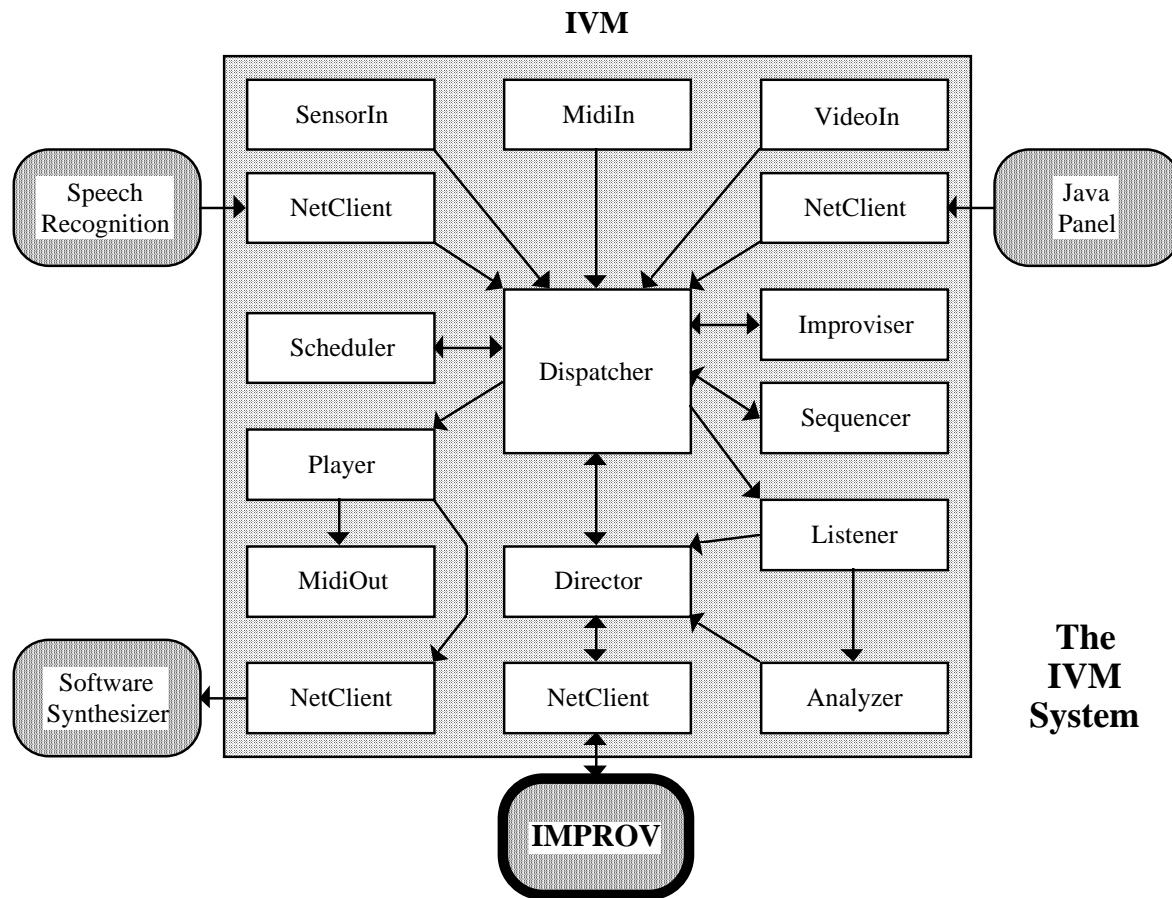 IVM
SensorIn
MidiIn
VideoIn
Speech
Recognition
NetClient
NetClient
Java
Panel
Scheduler
Dispatcher
Improviser
Sequencer
Player
Listener
MidiOut
Director
Software
Synthesizer
NetClient
NetClient
Analyzer
The
IVM
System
IMPROV